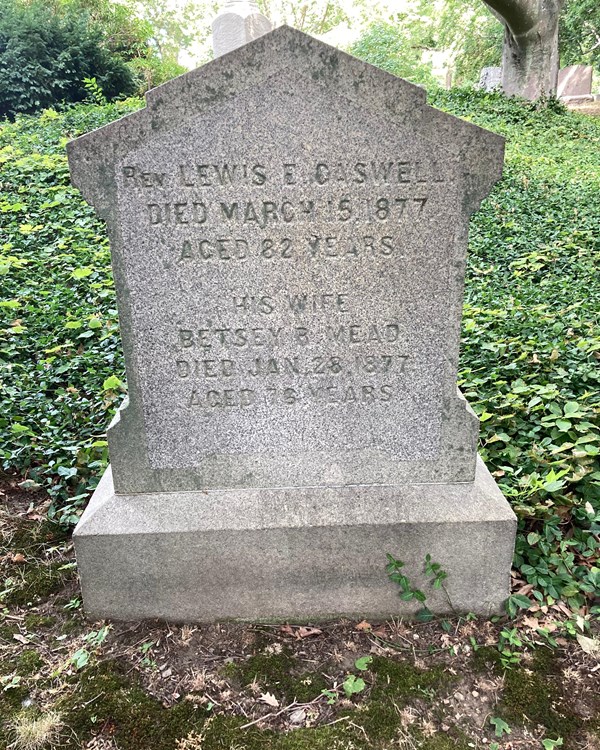 REV. LEWIS E. CASWELL
DIED MARCH 15, 1877
AGED 82 YEARS.
HIS WIFE
BETSEY B. MEAD.
DIED JAN. 28, 1877
AGED 76 YEARS